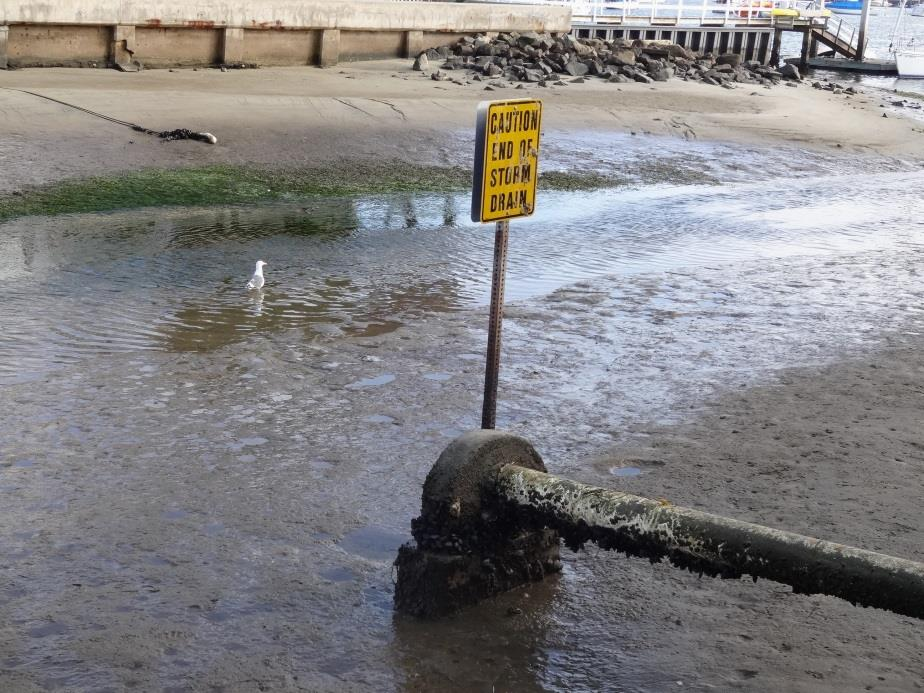 CAUTION
END OF
STORM
DRAIN